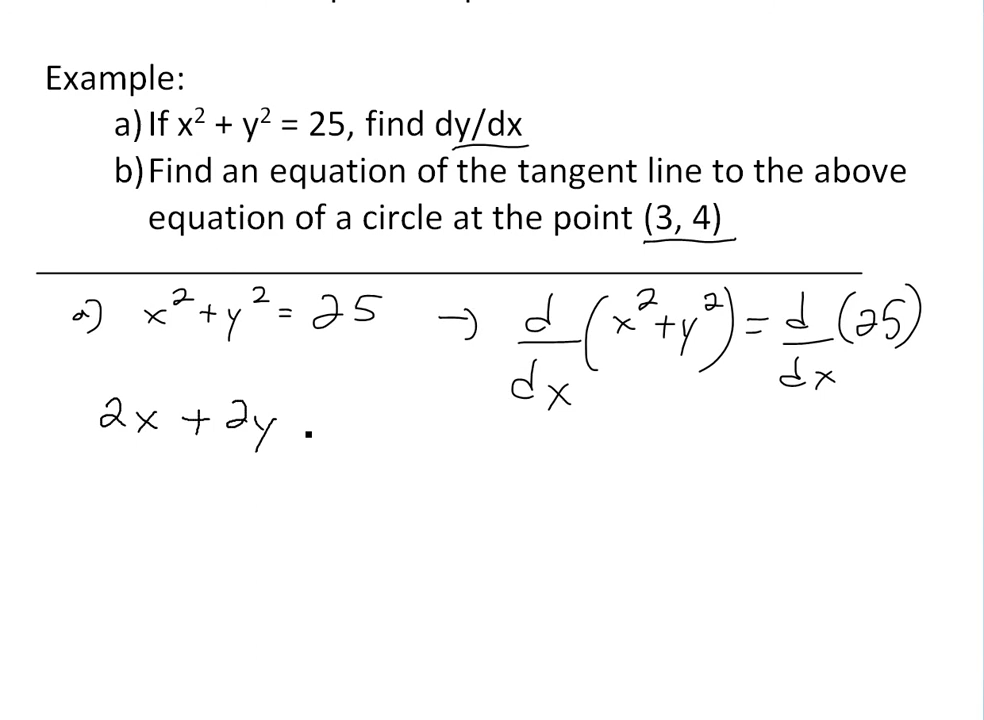 Example:
a) If x² + y² = 25, find dy/dx
b) Find an equation of the tangent line to the above
equation of a circle at the point (3, 4)
a) x² + y² = 25 → d/dx (x² + y²) = d/dx (25)
2x + 2y .